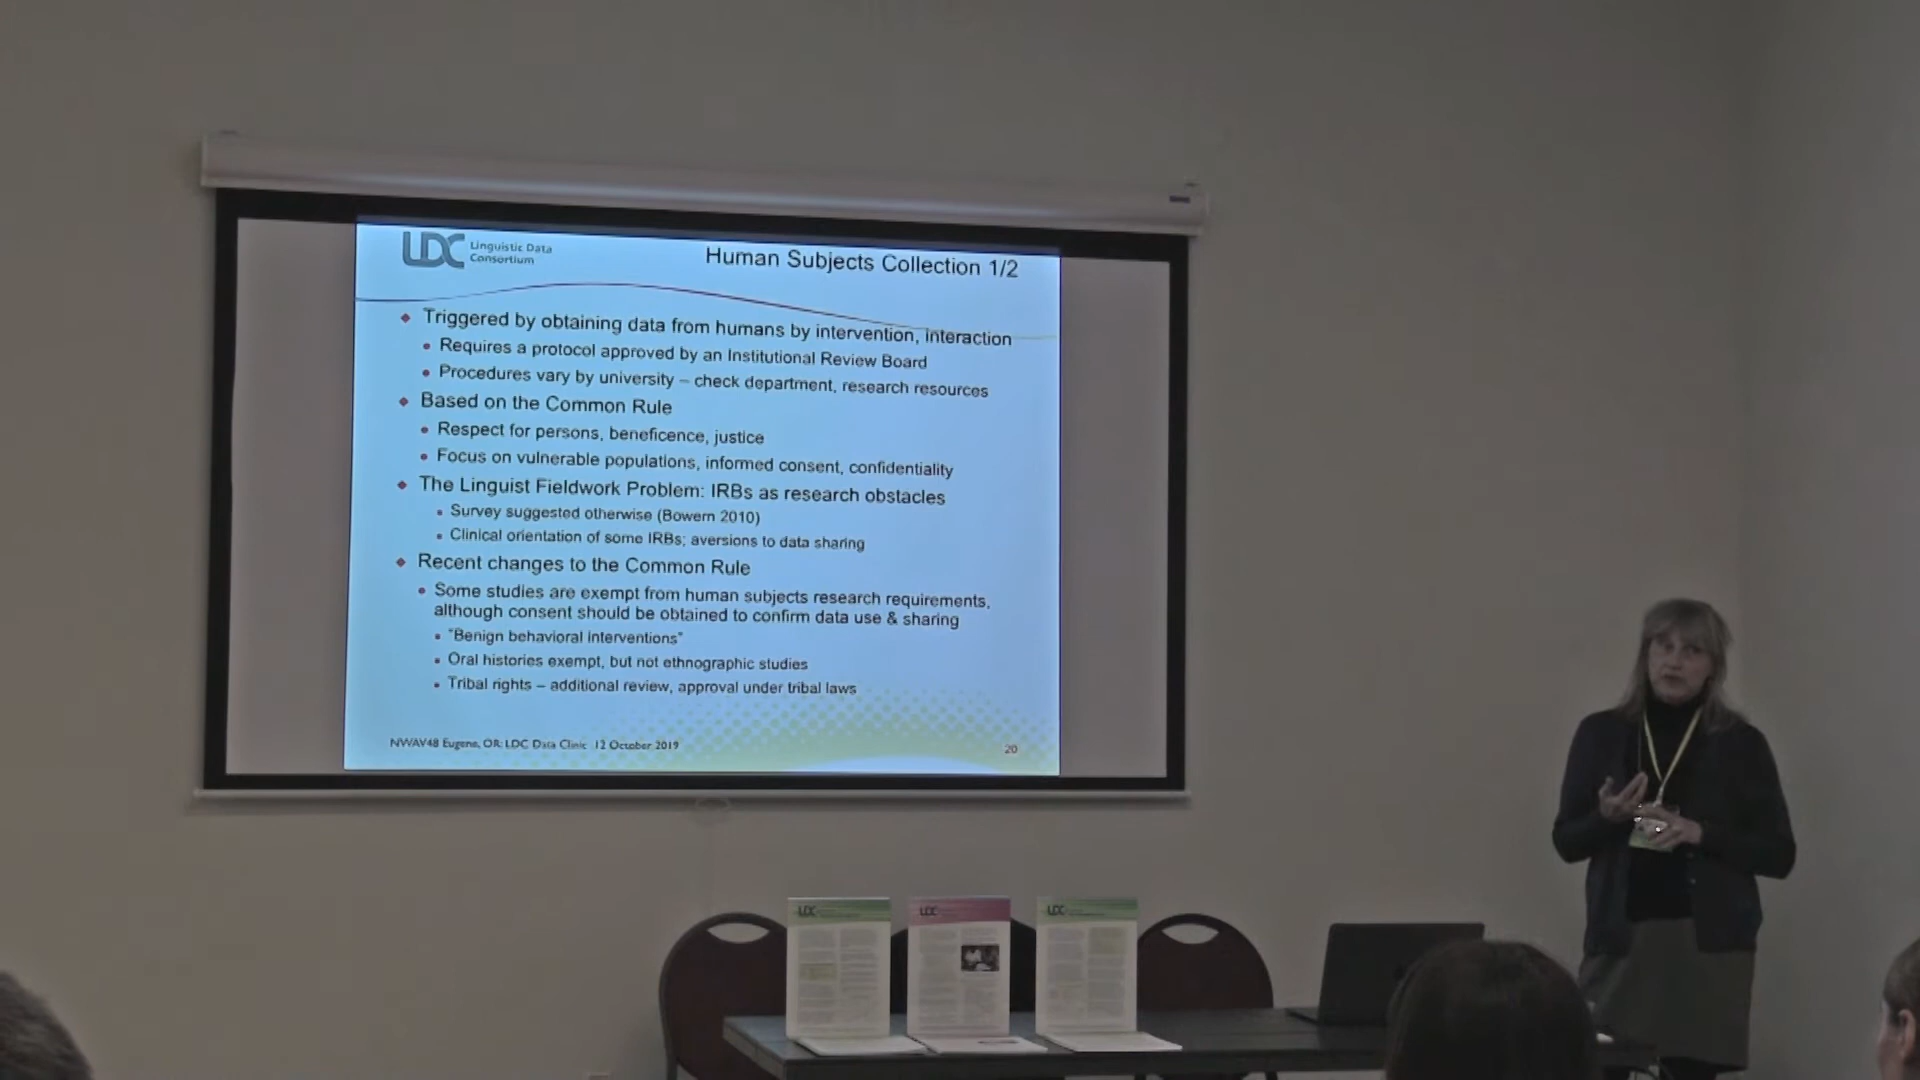 LDC Linguistic Data
Consortium
Human Subjects Collection 1/2
Triggered by obtaining data from humans by intervention, interaction
Requires a protocol approved by an Institutional Review Board
Procedures vary by university – check department, research resources
Based on the Common Rule
Respect for persons, beneficence, justice
Focus on vulnerable populations, informed consent, confidentiality
The Linguist Fieldwork Problem: IRBs as research obstacles
Survey suggested otherwise (Bowern 2010)
Clinical orientation of some IRBs; aversions to data sharing
Recent changes to the Common Rule
Some studies are exempt from human subjects research requirements,
although consent should be obtained to confirm data use & sharing
"Benign behavioral interventions"
Oral histories exempt, but not ethnographic studies
Tribal rights – additional review, approval under tribal laws
NWAV48 Eugene, OR: LDC Data Clinic 12 October 2019
20
LDC
LDC
LDC